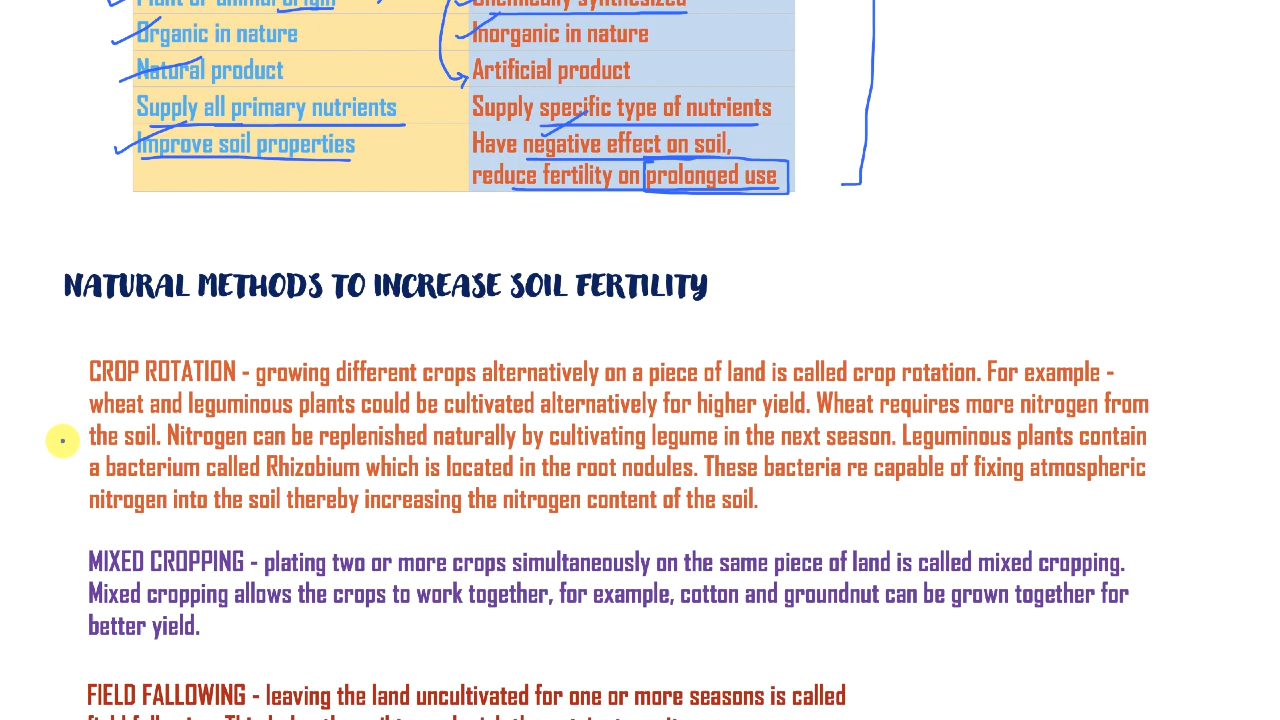 Plant or animal origin
Chemically synthesized
Organic in nature
Inorganic in nature
Natural product
Artificial product
Supply all primary nutrients
Supply specific type of nutrients
Improve soil properties
Have negative effect on soil,
reduce fertility on prolonged use
NATURAL METHODS TO INCREASE SOIL FERTILITY
CROP ROTATION - growing different crops alternatively on a piece of land is called crop rotation. For example -
wheat and leguminous plants could be cultivated alternatively for higher yield. Wheat requires more nitrogen from
the soil. Nitrogen can be replenished naturally by cultivating legume in the next season. Leguminous plants contain
a bacterium called Rhizobium which is located in the root nodules. These bacteria re capable of fixing atmospheric
nitrogen into the soil thereby increasing the nitrogen content of the soil.
MIXED CROPPING - plating two or more crops simultaneously on the same piece of land is called mixed cropping.
Mixed cropping allows the crops to work together, for example, cotton and groundnut can be grown together for
better yield.
FIELD FALLOWING - leaving the land uncultivated for one or more seasons is called